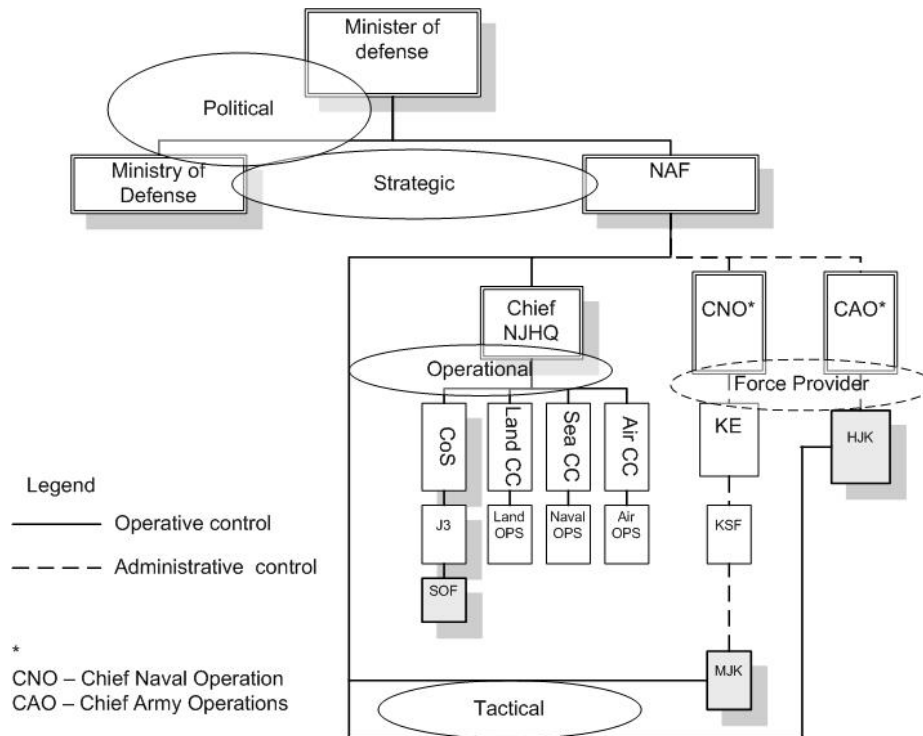 Minister of
defense
Political
Ministry of
Defense
Strategic
NAF
Chief
NJHQ
CNO*
CAO*
Operational
Force Provider
CoS
Land CC
Sea CC
Air CC
KE
HJK
Legend
Operative control
Administrative control
J3
Land
OPS
Naval
OPS
Air
OPS
KSF
SOF
*
CNO – Chief Naval Operation
CAO – Chief Army Operations
MJK
Tactical